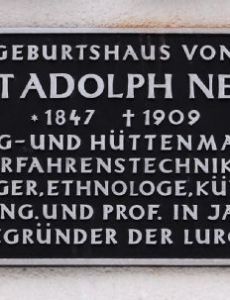 GEBURTSHAUS VON
T ADOLPH NE
*1847 †1909
G-UND HÜTTENMA
RFAHRENSTECHNIK
GER, ETHNOLOGE, KÜ
NG. UND PROF. IN JA
EGRÜNDER DER LURG